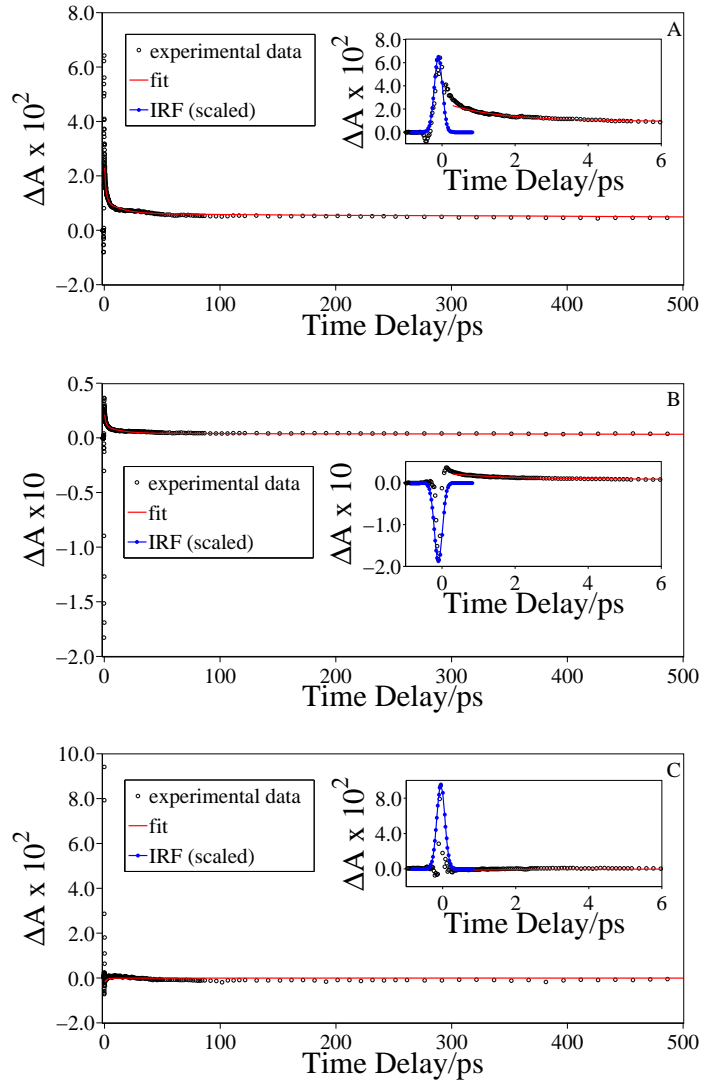 A
8.0
6.0
4.0
2.0
0.0
−2.0
ΔA x 10²
experimental data
fit
IRF (scaled)
8.0
6.0
4.0
2.0
0.0
ΔA x 10²
0 2 4 6
Time Delay/ps
0 100 200 300 400 500
Time Delay/ps
B
0.5
0.0
−0.5
−1.0
−1.5
−2.0
ΔA x10
experimental data
fit
IRF (scaled)
0.0
−1.0
−2.0
ΔA x 10
0 2 4 6
Time Delay/ps
0 100 200 300 400 500
Time Delay/ps
C
10.0
8.0
6.0
4.0
2.0
0.0
−2.0
ΔA x 10²
experimental data
fit
IRF (scaled)
8.0
4.0
0.0
ΔA x 10²
0 2 4 6
Time Delay/ps
0 100 200 300 400 500
Time Delay/ps